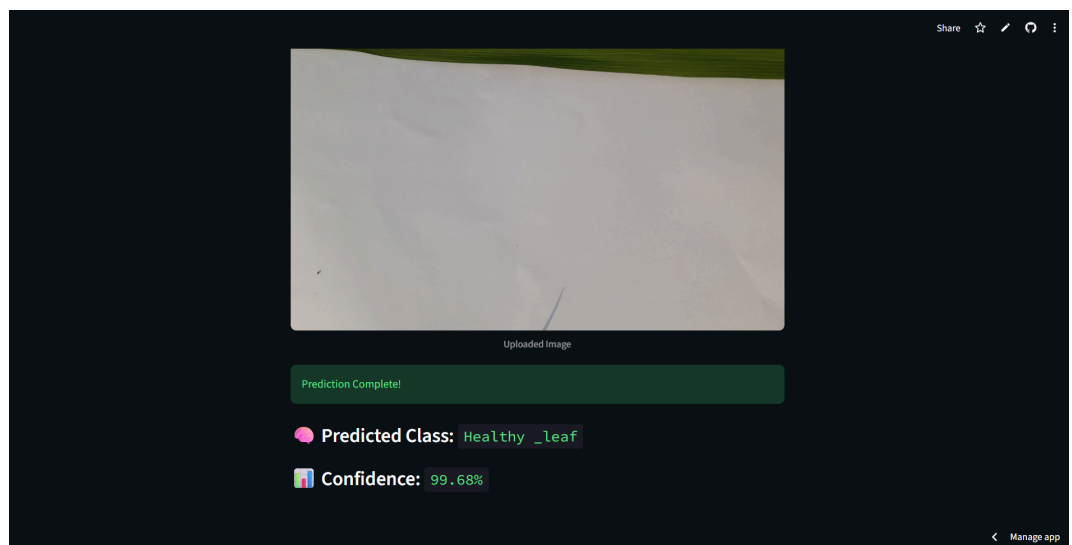 Share
Uploaded Image
Prediction Complete!
Predicted Class: Healthy _leaf
Confidence: 99.68%
Manage app